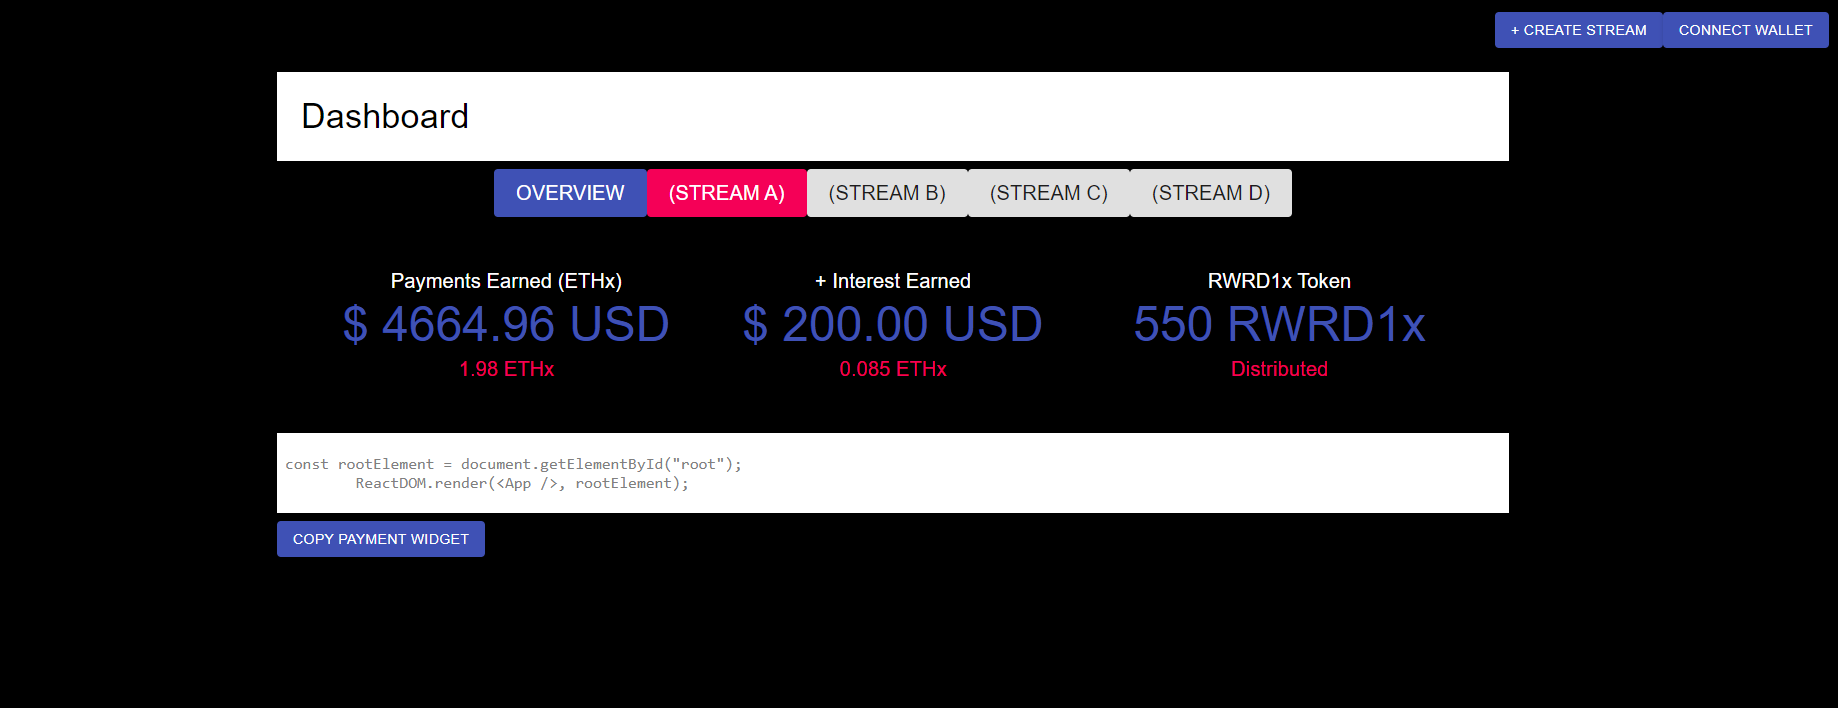 + CREATE STREAM CONNECT WALLET
Dashboard
OVERVIEW (STREAM A) (STREAM B) (STREAM C) (STREAM D)
Payments Earned (ETHx)
$ 4664.96 USD
1.98 ETHx
+ Interest Earned
$ 200.00 USD
0.085 ETHx
RWRD1x Token
550 RWRD1x
Distributed
const rootElement = document.getElementById("root");
ReactDOM.render(<App />, rootElement);
COPY PAYMENT WIDGET